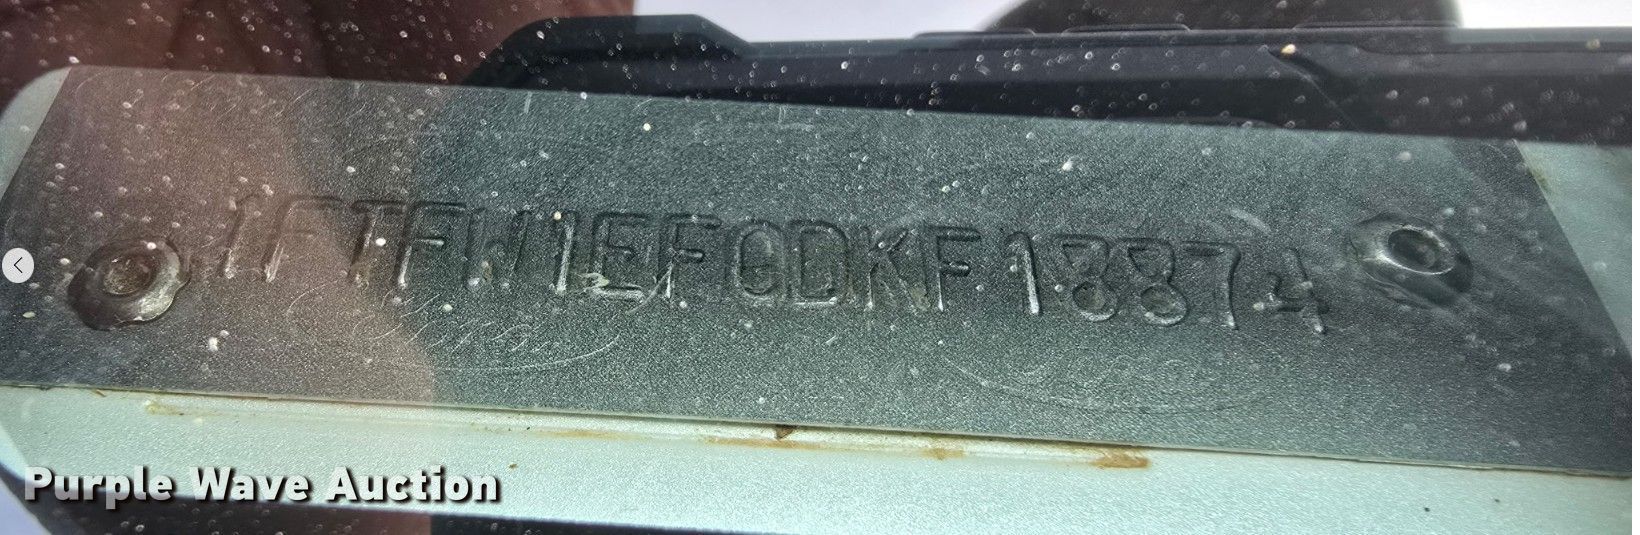 1FTFW1EF0DKF18874
Purple Wave Auction